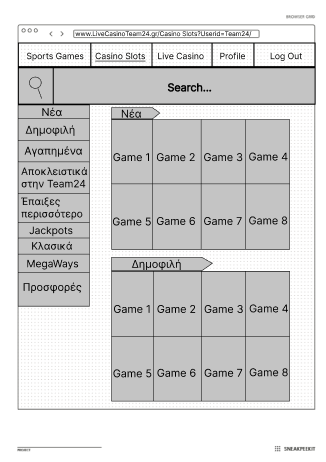 BROWSER GRID
www.LiveCasinoTeam24.gr/Casino Slots?Userid=Team24/
Sports Games Casino Slots Live Casino Profile Log Out
Search...
Νέα
Δημοφιλή
Αγαπημένα
Αποκλειστικά
στην Team24
Έπαιξες
περισσότερο
Jackpots
Κλασικά
MegaWays
Προσφορές
Νέα
Game 1 Game 2 Game 3 Game 4
Game 5 Game 6 Game 7 Game 8
Δημοφιλή
Game 1 Game 2 Game 3 Game 4
Game 5 Game 6 Game 7 Game 8
PROJECT
SNEAKPEEKIT